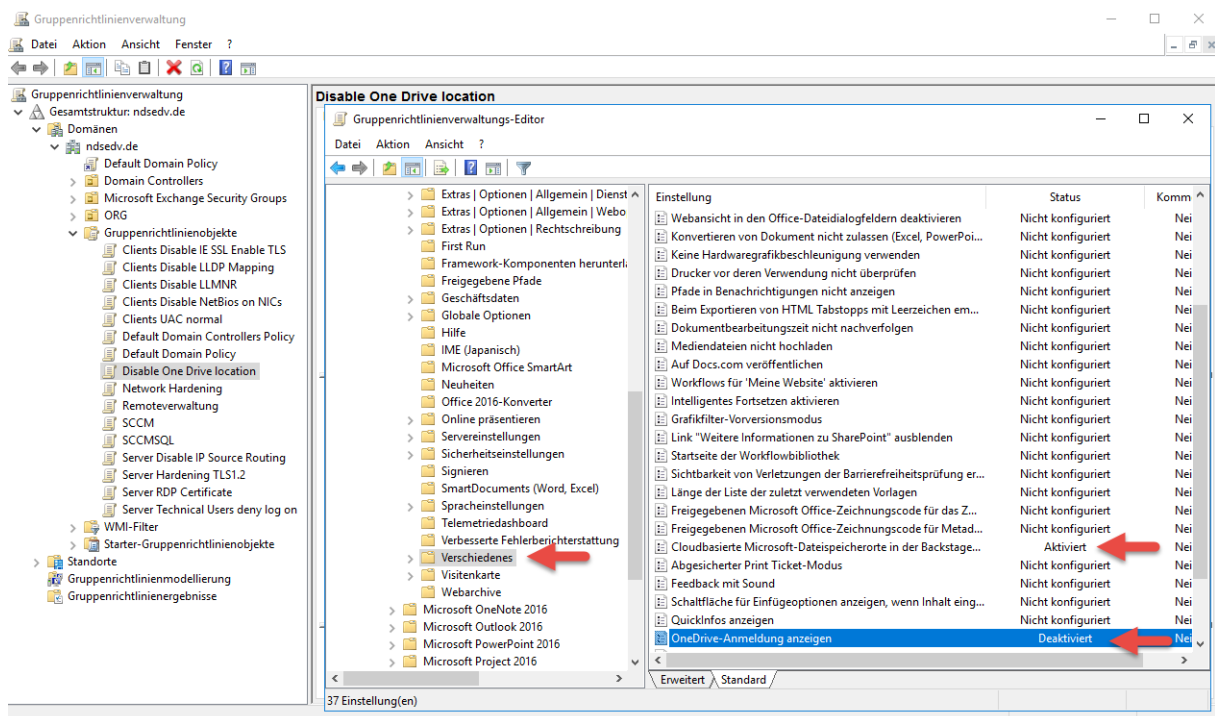 Gruppenrichtlinienverwaltung
Datei Aktion Ansicht Fenster ?
Gruppenrichtlinienverwaltung
Gesamtstruktur: ndsedv.de
Domänen
ndsedv.de
Default Domain Policy
Domain Controllers
Microsoft Exchange Security Groups
ORG
Gruppenrichtlinienobjekte
Clients Disable IE SSL Enable TLS
Clients Disable LLDP Mapping
Clients Disable LLMNR
Clients Disable NetBios on NICs
Clients UAC normal
Default Domain Controllers Policy
Default Domain Policy
Disable One Drive location
Network Hardening
Remoteverwaltung
SCCM
SCCMSQL
Server Disable IP Source Routing
Server Hardening TLS1.2
Server RDP Certificate
Server Technical Users deny log on
WMI-Filter
Starter-Gruppenrichtlinienobjekte
Standorte
Gruppenrichtlinienmodellierung
Gruppenrichtlinienergebnisse
Disable One Drive location
Gruppenrichtlinienverwaltungs-Editor
Datei Aktion Ansicht ?
Extras | Optionen | Allgemein | Dienst
Extras | Optionen | Allgemein | Webo
Extras | Optionen | Rechtschreibung
First Run
Framework-Komponenten herunterl
Freigegebene Pfade
Geschäftsdaten
Globale Optionen
Hilfe
IME (Japanisch)
Microsoft Office SmartArt
Neuheiten
Office 2016-Konverter
Online präsentieren
Servereinstellungen
Sicherheitseinstellungen
Signieren
SmartDocuments (Word, Excel)
Spracheinstellungen
Telemetriedashboard
Verbesserte Fehlerberichterstattung
Verschiedenes
Visitenkarte
Webarchive
Microsoft OneNote 2016
Microsoft Outlook 2016
Microsoft PowerPoint 2016
Microsoft Project 2016
Einstellung Status Komm
Webansicht in den Office-Dateidialogfeldern deaktivieren Nicht konfiguriert Nei
Konvertieren von Dokument nicht zulassen (Excel, PowerPoi... Nicht konfiguriert Nei
Keine Hardwaregrafikbeschleunigung verwenden Nicht konfiguriert Nei
Drucker vor deren Verwendung nicht überprüfen Nicht konfiguriert Nei
Pfade in Benachrichtigungen nicht anzeigen Nicht konfiguriert Nei
Beim Exportieren von HTML Tabstopps mit Leerzeichen em... Nicht konfiguriert Nei
Dokumentbearbeitungszeit nicht nachverfolgen Nicht konfiguriert Nei
Mediendateien nicht hochladen Nicht konfiguriert Nei
Auf Docs.com veröffentlichen Nicht konfiguriert Nei
Workflows für 'Meine Website' aktivieren Nicht konfiguriert Nei
Intelligentes Fortsetzen aktivieren Nicht konfiguriert Nei
Grafikfilter-Vorversionsmodus Nicht konfiguriert Nei
Link "Weitere Informationen zu SharePoint" ausblenden Nicht konfiguriert Nei
Startseite der Workflowbibliothek Nicht konfiguriert Nei
Sichtbarkeit von Verletzungen der Barrierefreiheitsprüfung er... Nicht konfiguriert Nei
Länge der Liste der zuletzt verwendeten Vorlagen Nicht konfiguriert Nei
Freigegebenen Microsoft Office-Zeichnungscode für das Z... Nicht konfiguriert Nei
Freigegebenen Microsoft Office-Zeichnungscode für Metad... Nicht konfiguriert Nei
Cloudbasierte Microsoft-Dateispeicherorte in der Backstage... Aktiviert Nei
Abgesicherter Print Ticket-Modus Nicht konfiguriert Nei
Feedback mit Sound Nicht konfiguriert Nei
Schaltfläche für Einfügeoptionen anzeigen, wenn Inhalt eing... Nicht konfiguriert Nei
QuickInfos anzeigen Nicht konfiguriert Nei
OneDrive-Anmeldung anzeigen Deaktiviert Nei
Erweitert Standard
37 Einstellung(en)